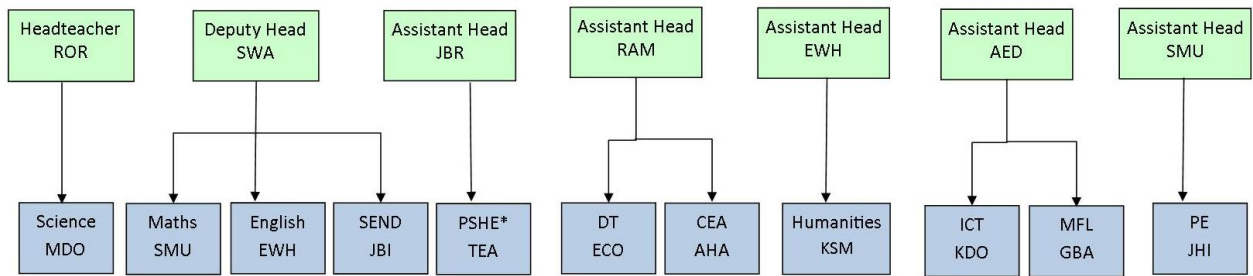 Headteacher
ROR
Deputy Head
SWA
Assistant Head
JBR
Assistant Head
RAM
Assistant Head
EWH
Assistant Head
AED
Assistant Head
SMU
Science
MDO
Maths
SMU
English
EWH
SEND
JBI
PSHE*
TEA
DT
ECO
CEA
AHA
Humanities
KSM
ICT
KDO
MFL
GBA
PE
JHI